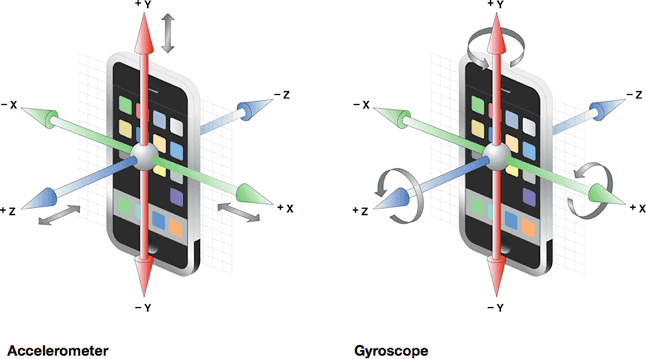 + Y
- X
- Z
+ Z
+ X
- Y
Accelerometer
+ Y
- X
- Z
+ Z
+ X
- Y
Gyroscope